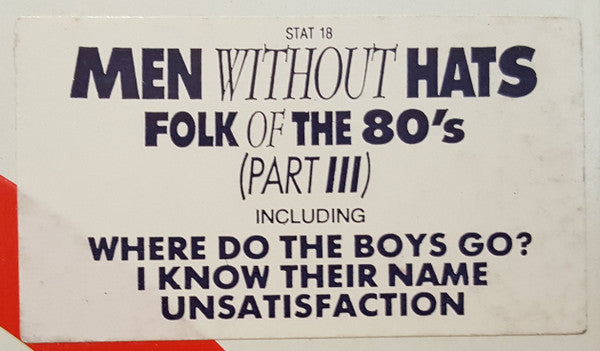 STAT 18
MEN WITHOUT HATS
FOLK OF THE 80's
(PART III)
INCLUDING
WHERE DO THE BOYS GO?
I KNOW THEIR NAME
UNSATISFACTION